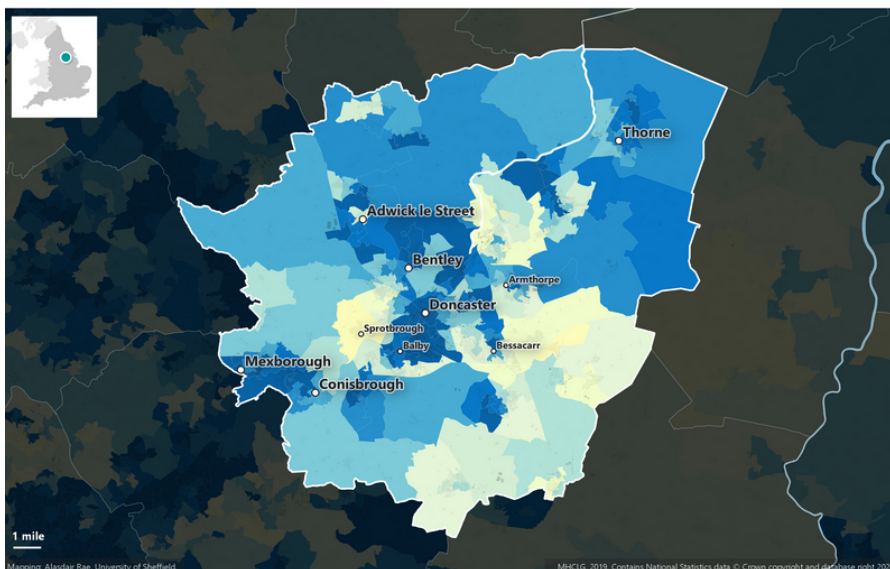 Thorne
Adwick le Street
Bentley
Armthorpe
Doncaster
Sprotbrough
Balby
Bessacarr
Mexborough
Conisbrough
1 mile
Mapping: Alasdair Rae, University of Sheffield
MHCLG, 2019. Contains National Statistics data © Crown copyright and database right